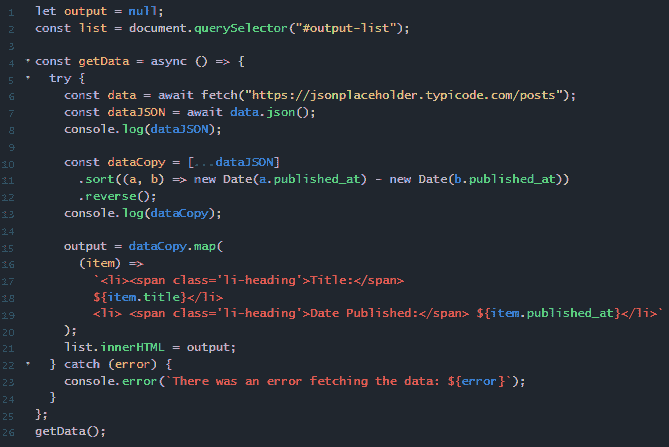 1 let output = null;
2 const list = document.querySelector("#output-list");
3
4 const getData = async () => {
5 try {
6 const data = await fetch("https://jsonplaceholder.typicode.com/posts");
7 const dataJSON = await data.json();
8 console.log(dataJSON);
9
10 const dataCopy = [...dataJSON]
11 .sort((a, b) => new Date(a.published_at) - new Date(b.published_at))
12 .reverse();
13 console.log(dataCopy);
14
15 output = dataCopy.map(
16 (item) =>
17 `<li><span class='li-heading'>Title:</span>
18 ${item.title}</li>
19 <li> <span class='li-heading'>Date Published:</span> ${item.published_at}</li>`
20 );
21 list.innerHTML = output;
22 } catch (error) {
23 console.error(`There was an error fetching the data: ${error}`);
24 }
25 };
26 getData();